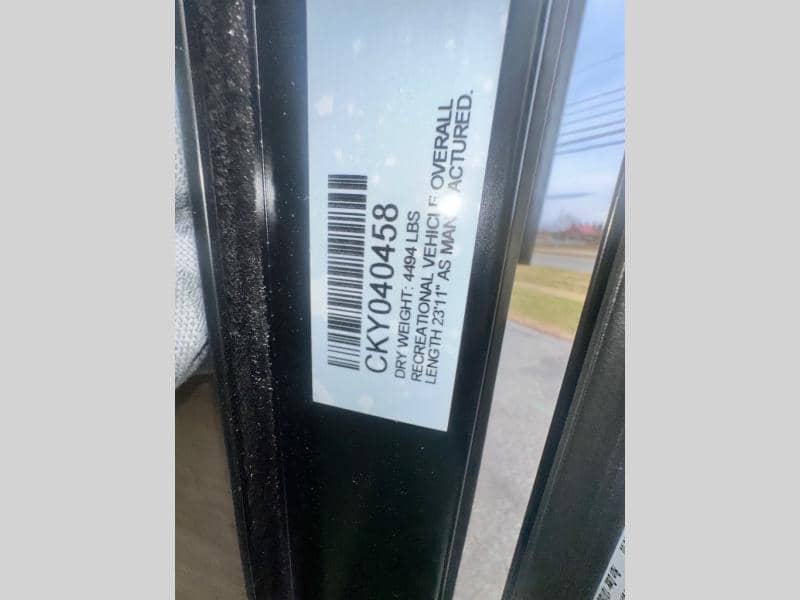 CKY040458
DRY WEIGHT: 4494 LBS
RECREATIONAL VEHICLE OVERALL
LENGTH 23'11" AS MANUFACTURED.